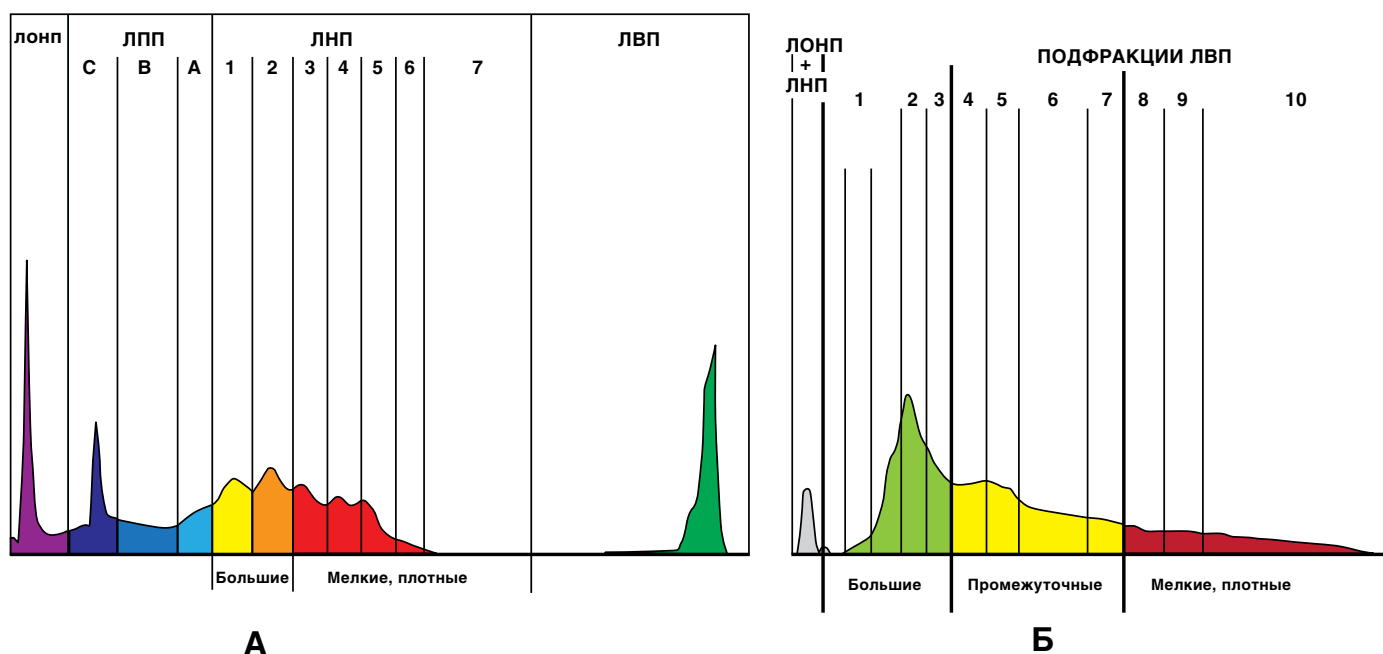 ЛОНП ЛПП ЛНП ЛВП
C B A 1 2 3 4 5 6 7
Большие Мелкие, плотные
А
ЛОНП
+
ЛНП
ПОДФРАКЦИИ ЛВП
1 2 3 4 5 6 7 8 9 10
Большие Промежуточные Мелкие, плотные
Б